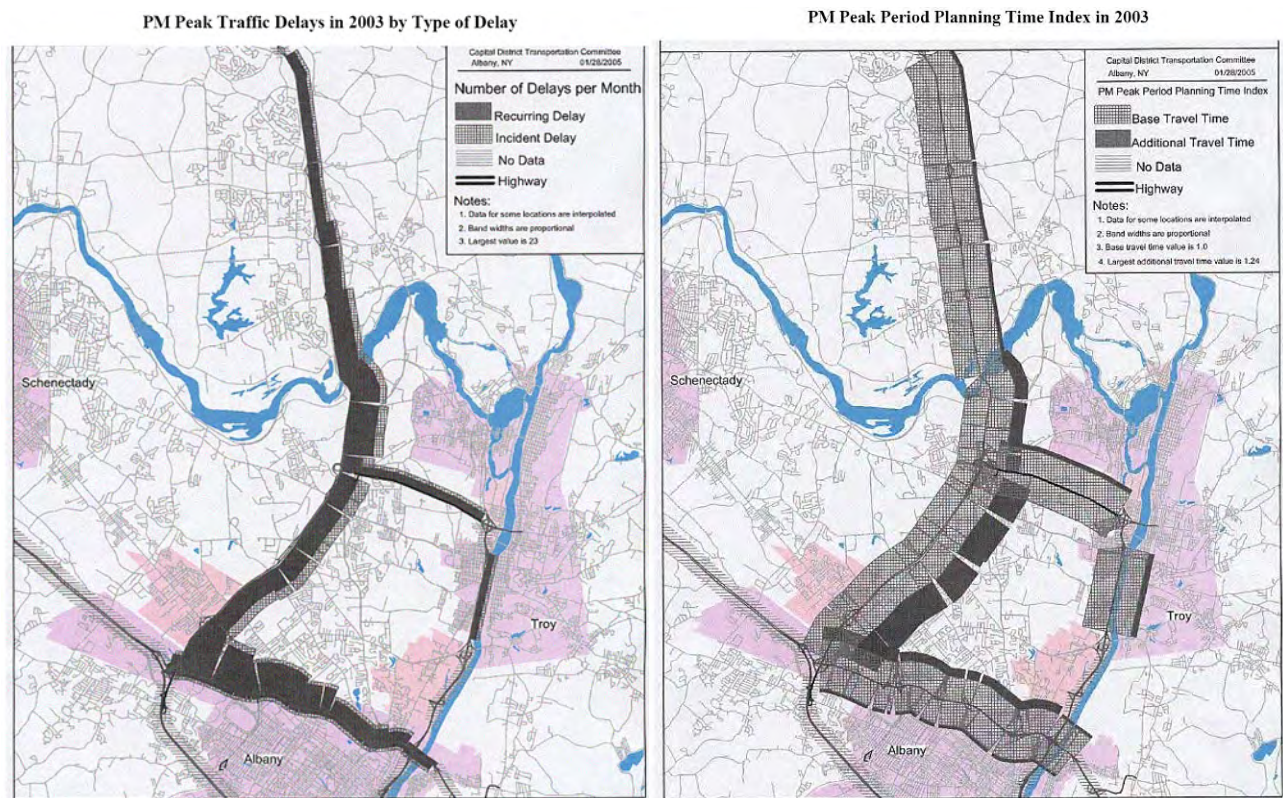 PM Peak Traffic Delays in 2003 by Type of Delay
Capital District Transportation Committee
Albany, NY 01/28/2005
Number of Delays per Month
Recurring Delay
Incident Delay
No Data
Highway
Notes:
1. Data for some locations are interpolated
2. Band widths are proportional
3. Largest value is 23
Schenectady
Troy
Albany
PM Peak Period Planning Time Index in 2003
Capital District Transportation Committee
Albany, NY 01/28/2005
PM Peak Period Planning Time Index
Base Travel Time
Additional Travel Time
No Data
Highway
Notes:
1. Data for some locations are interpolated
2. Band widths are proportional
3. Base travel time value is 1.0
4. Largest additional travel time value is 1.24
Schenectady
Troy
Albany